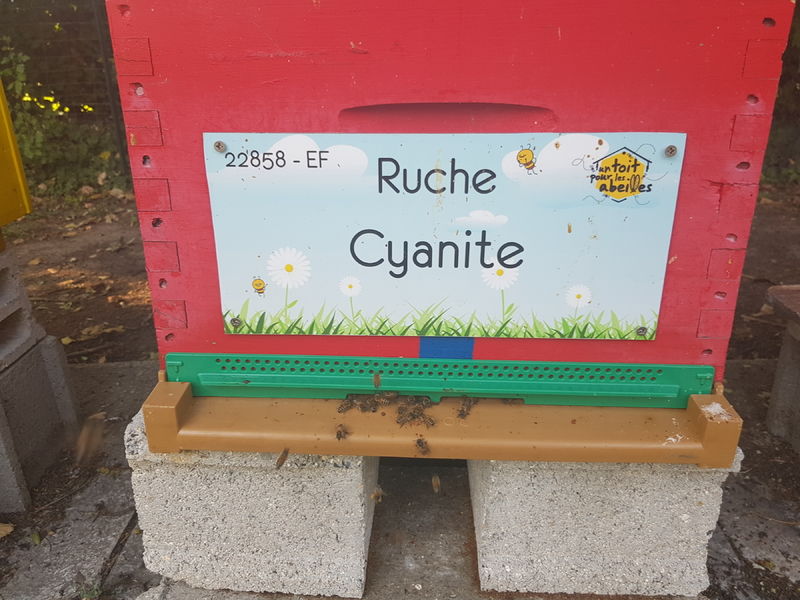 22858 - EF
Ruche
Cyanite
Un toit
pour les
abeilles